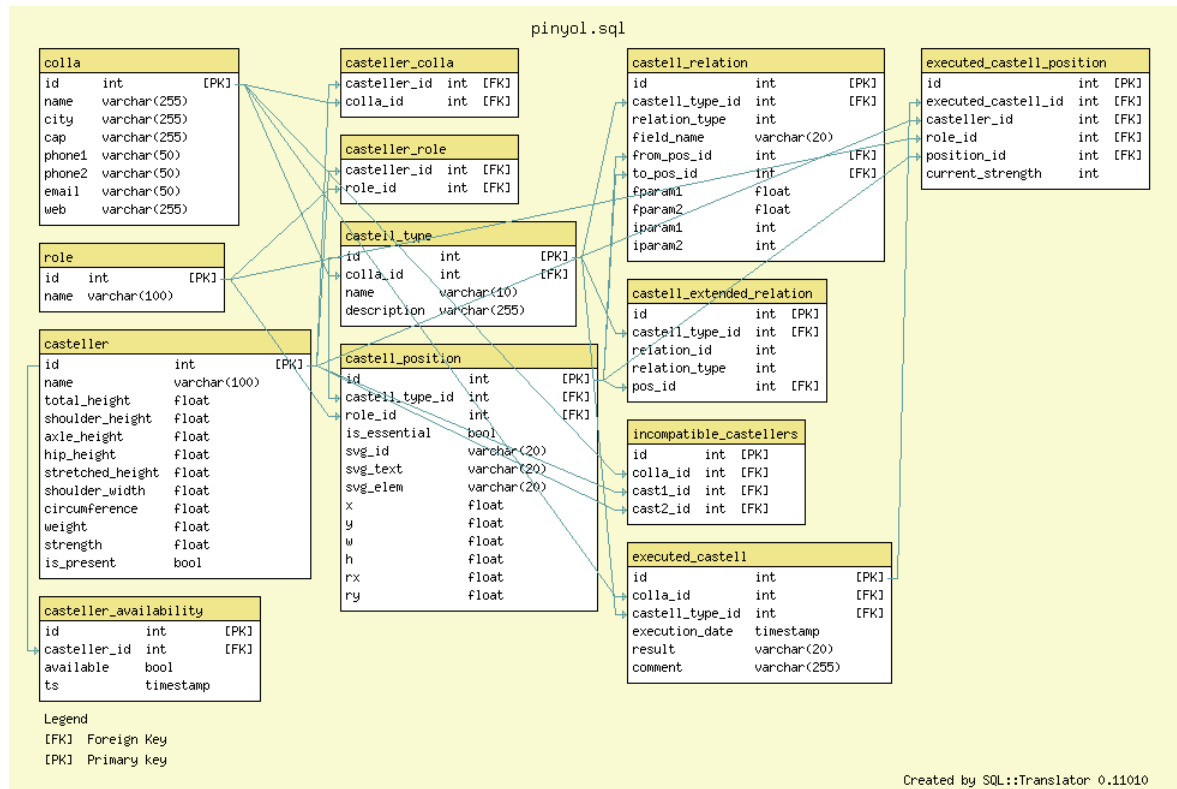 pinyol.sql
colla
id int [PK]
name varchar(255)
city varchar(255)
cap varchar(255)
phone1 varchar(50)
phone2 varchar(50)
email varchar(50)
web varchar(255)
role
id int [PK]
name varchar(100)
casteller
id int [PK]
name varchar(100)
total_height float
shoulder_height float
axle_height float
hip_height float
stretched_height float
shoulder_width float
circumference float
weight float
strength float
is_present bool
casteller_availability
id int [PK]
casteller_id int [FK]
available bool
ts timestamp
Legend
[FK] Foreign Key
[PK] Primary key
casteller_colla
casteller_id int [FK]
colla_id int [FK]
casteller_role
casteller_id int [FK]
role_id int [FK]
castell_type
id int [PK]
colla_id int [FK]
name varchar(10)
description varchar(255)
castell_position
id int [PK]
castell_type_id int [FK]
role_id int [FK]
is_essential bool
svg_id varchar(20)
svg_text varchar(20)
svg_elem varchar(20)
x float
y float
w float
h float
rx float
ry float
castell_relation
id int [PK]
castell_type_id int [FK]
relation_type int
field_name varchar(20)
from_pos_id int [FK]
to_pos_id int [FK]
fparam1 float
fparam2 float
iparam1 int
iparam2 int
castell_extended_relation
id int [PK]
castell_type_id int [FK]
relation_id int
relation_type int
pos_id int [FK]
incompatible_castellers
id int [PK]
colla_id int [FK]
cast1_id int [FK]
cast2_id int [FK]
executed_castell
id int [PK]
colla_id int [FK]
castell_type_id int [FK]
execution_date timestamp
result varchar(20)
comment varchar(255)
executed_castell_position
id int [PK]
executed_castell_id int [FK]
casteller_id int [FK]
role_id int [FK]
position_id int [FK]
current_strength int
Created by SQL::Translator 0.11010